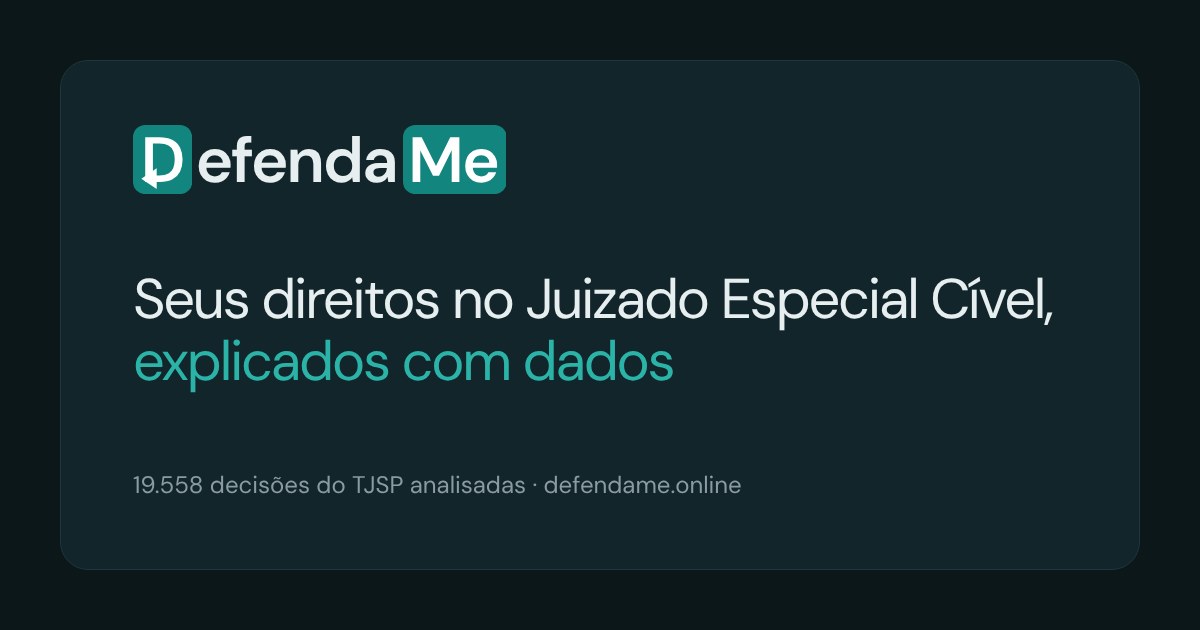 DefendaMe
Seus direitos no Juizado Especial Cível,
explicados com dados
19.558 decisões do TJSP analisadas · defendame.online